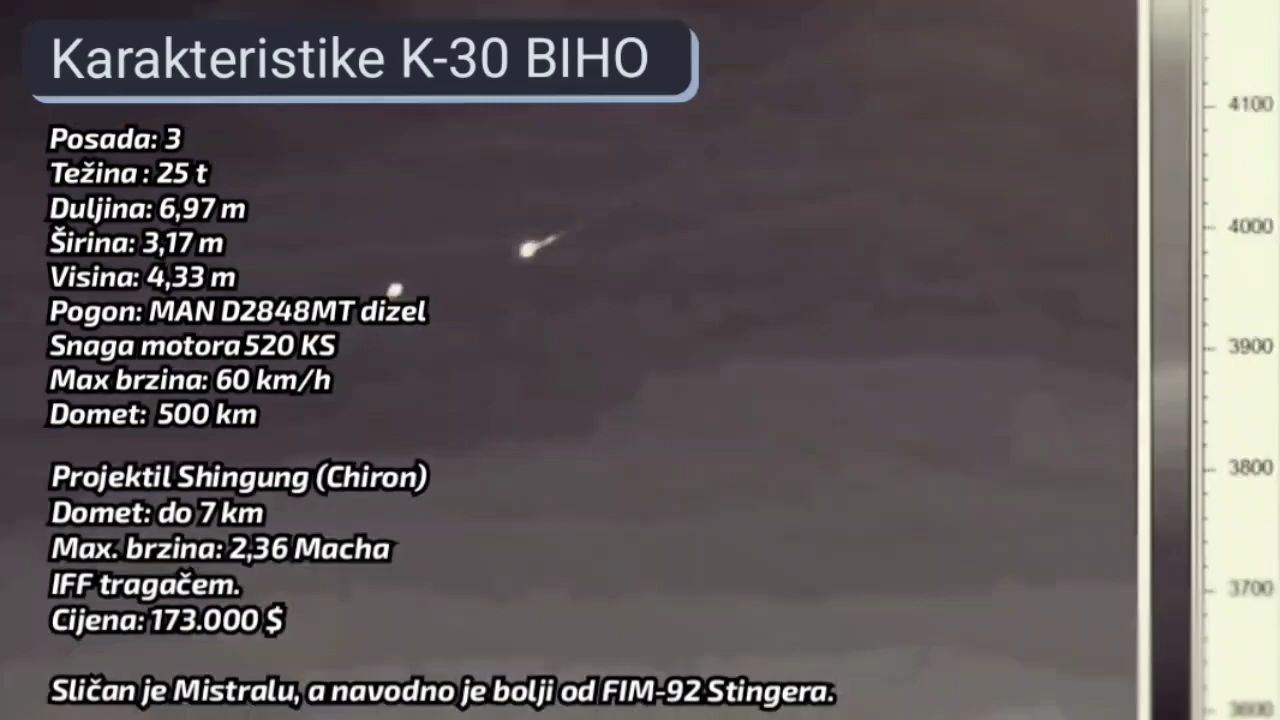 Karakteristike K-30 BIHO
Posada: 3
Težina : 25 t
Duljina: 6,97 m
Širina: 3,17 m
Visina: 4,33 m
Pogon: MAN D2848MT dizel
Snaga motora 520 KS
Max brzina: 60 km/h
Domet: 500 km
Projektil Shingung (Chiron)
Domet: do 7 km
Max. brzina: 2,36 Macha
IFF tragačem.
Cijena: 173.000 $
Sličan je Mistralu, a navodno je bolji od FIM-92 Stingera.
4100
4000
3900
3800
3700
3600